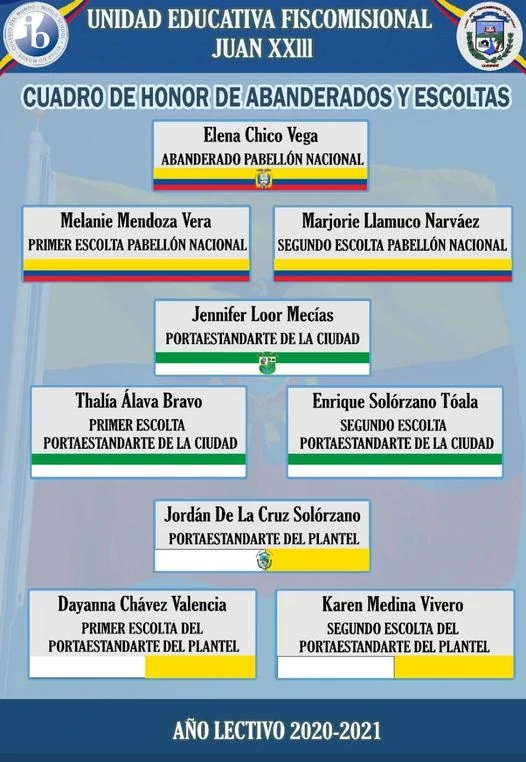 UNIDAD EDUCATIVA FISCOMISIONAL
JUAN XXIII
CUADRO DE HONOR DE ABANDERADOS Y ESCOLTAS
Elena Chico Vega
ABANDERADO PABELLÓN NACIONAL
Melanie Mendoza Vera
PRIMER ESCOLTA PABELLÓN NACIONAL
Marjorie Llamuco Narváez
SEGUNDO ESCOLTA PABELLÓN NACIONAL
Jennifer Loor Mecías
PORTAESTANDARTE DE LA CIUDAD
Thalía Álava Bravo
PRIMER ESCOLTA
PORTAESTANDARTE DE LA CIUDAD
Enrique Solórzano Tóala
SEGUNDO ESCOLTA
PORTAESTANDARTE DE LA CIUDAD
Jordán De La Cruz Solórzano
PORTAESTANDARTE DEL PLANTEL
Dayanna Chávez Valencia
PRIMER ESCOLTA DEL
PORTAESTANDARTE DEL PLANTEL
Karen Medina Vivero
SEGUNDO ESCOLTA DEL
PORTAESTANDARTE DEL PLANTEL
AÑO LECTIVO 2020-2021